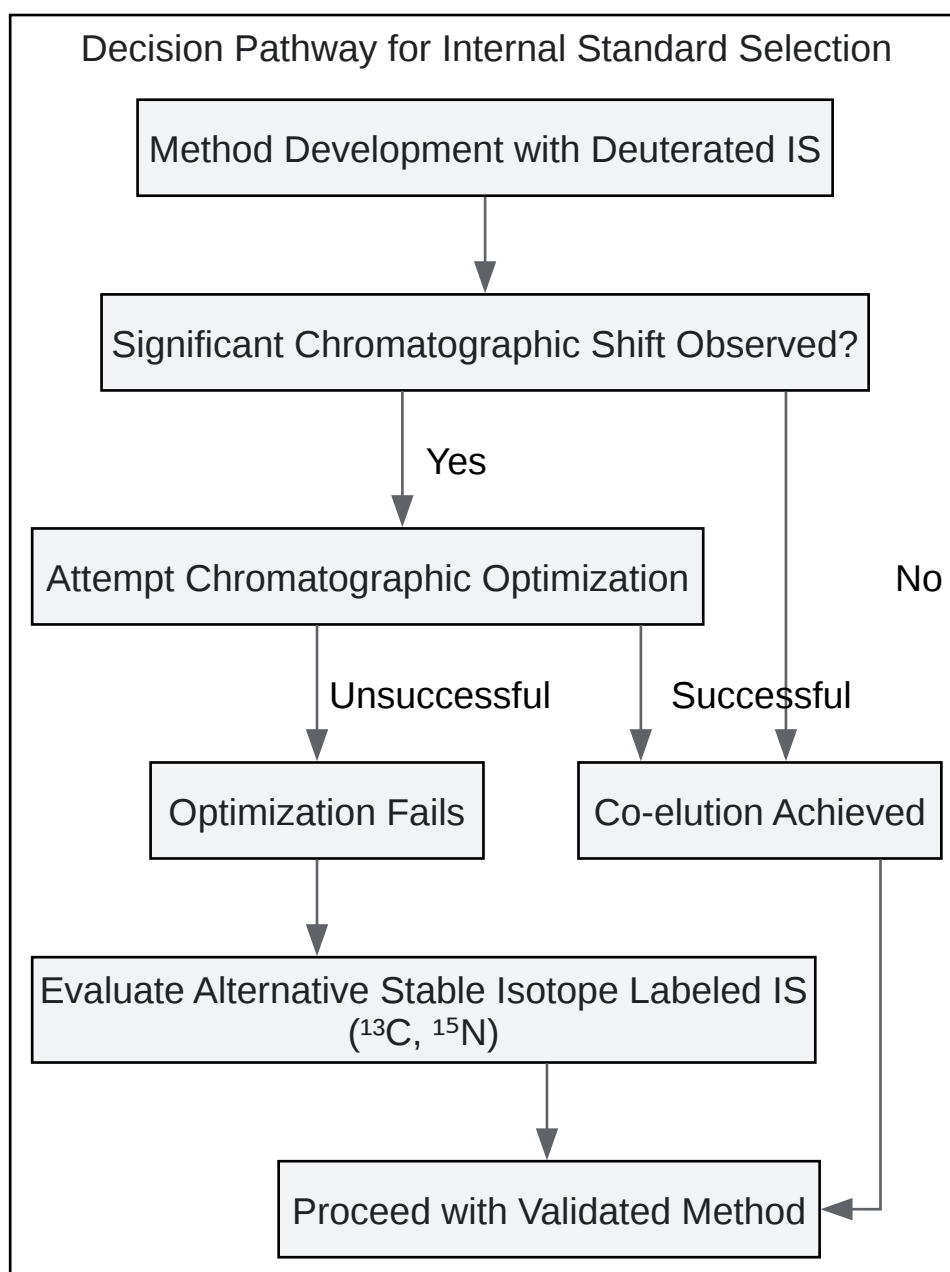 Decision Pathway for Internal Standard Selection
Method Development with Deuterated IS
Significant Chromatographic Shift Observed?
Yes
Attempt Chromatographic Optimization
No
Unsuccessful
Successful
Optimization Fails
Co-elution Achieved
Evaluate Alternative Stable Isotope Labeled IS
(¹³C, ¹⁵N)
Proceed with Validated Method